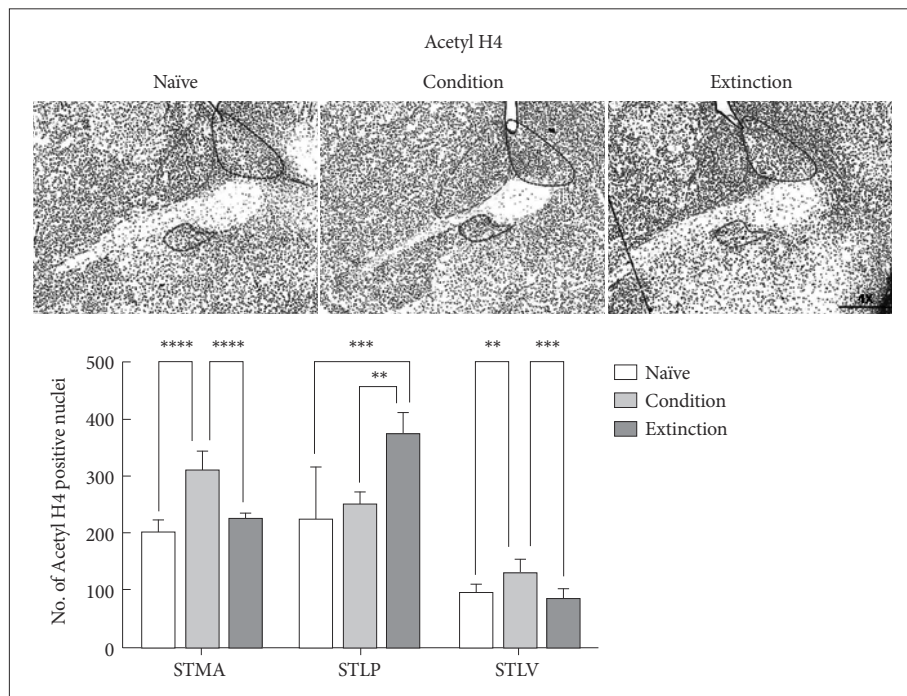 Acetyl H4
Naïve Condition Extinction
4X
**** **** *** ** ** ***
No. of Acetyl H4 positive nuclei
500
400
300
200
100
0
STMA STLP STLV
Naïve
Condition
Extinction